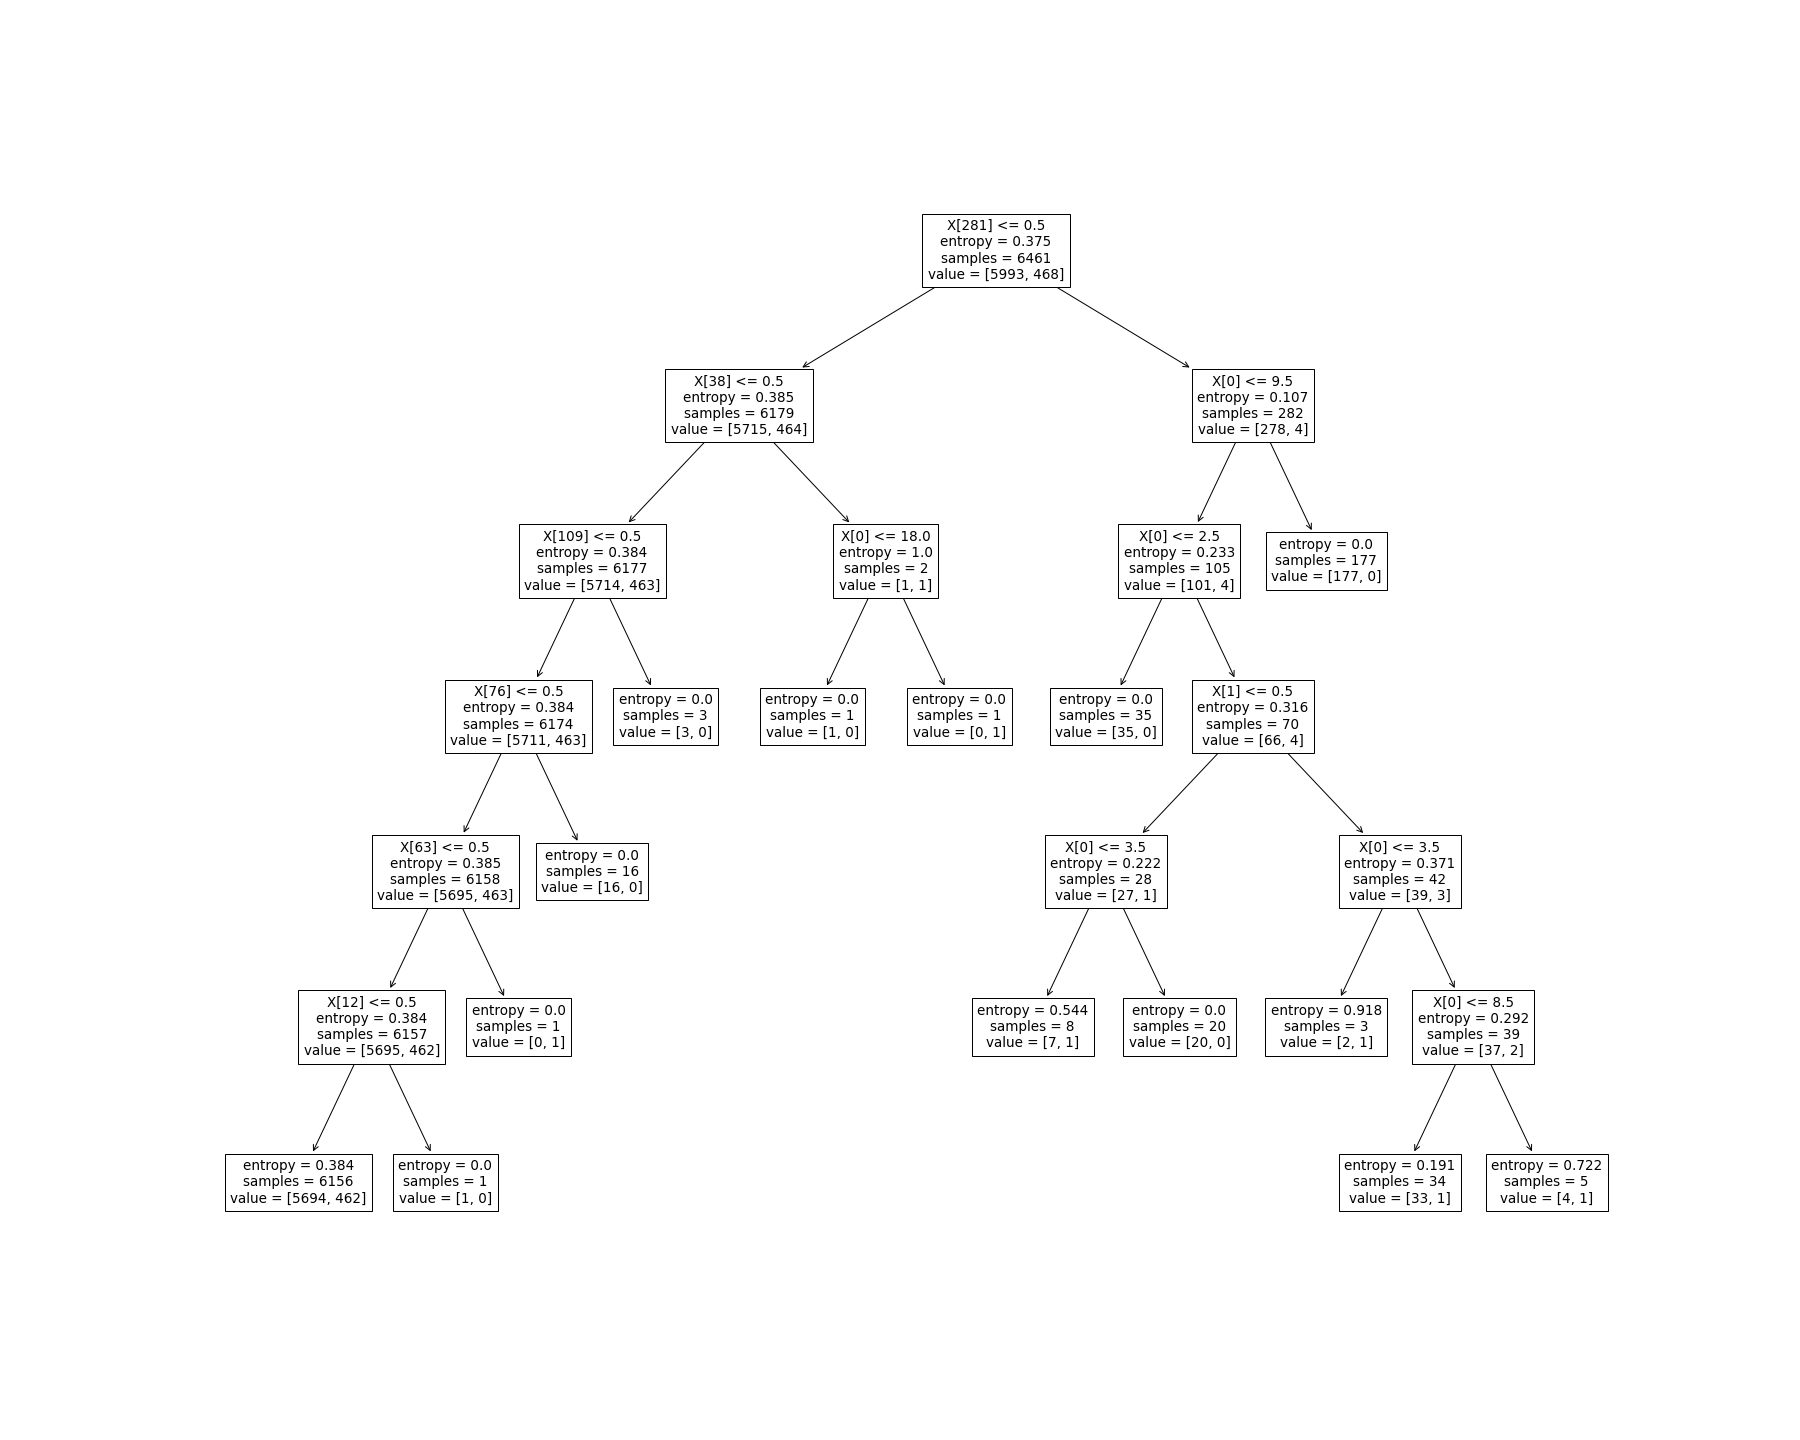 X[281] <= 0.5
entropy = 0.375
samples = 6461
value = [5993, 468]
X[38] <= 0.5
entropy = 0.385
samples = 6179
value = [5715, 464]
X[0] <= 9.5
entropy = 0.107
samples = 282
value = [278, 4]
X[109] <= 0.5
entropy = 0.384
samples = 6177
value = [5714, 463]
X[0] <= 18.0
entropy = 1.0
samples = 2
value = [1, 1]
X[0] <= 2.5
entropy = 0.233
samples = 105
value = [101, 4]
entropy = 0.0
samples = 177
value = [177, 0]
X[76] <= 0.5
entropy = 0.384
samples = 6174
value = [5711, 463]
entropy = 0.0
samples = 3
value = [3, 0]
entropy = 0.0
samples = 1
value = [1, 0]
entropy = 0.0
samples = 1
value = [0, 1]
entropy = 0.0
samples = 35
value = [35, 0]
X[1] <= 0.5
entropy = 0.316
samples = 70
value = [66, 4]
X[63] <= 0.5
entropy = 0.385
samples = 6158
value = [5695, 463]
entropy = 0.0
samples = 16
value = [16, 0]
X[0] <= 3.5
entropy = 0.222
samples = 28
value = [27, 1]
X[0] <= 3.5
entropy = 0.371
samples = 42
value = [39, 3]
X[12] <= 0.5
entropy = 0.384
samples = 6157
value = [5695, 462]
entropy = 0.0
samples = 1
value = [0, 1]
entropy = 0.544
samples = 8
value = [7, 1]
entropy = 0.0
samples = 20
value = [20, 0]
entropy = 0.918
samples = 3
value = [2, 1]
X[0] <= 8.5
entropy = 0.292
samples = 39
value = [37, 2]
entropy = 0.384
samples = 6156
value = [5694, 462]
entropy = 0.0
samples = 1
value = [1, 0]
entropy = 0.191
samples = 34
value = [33, 1]
entropy = 0.722
samples = 5
value = [4, 1]